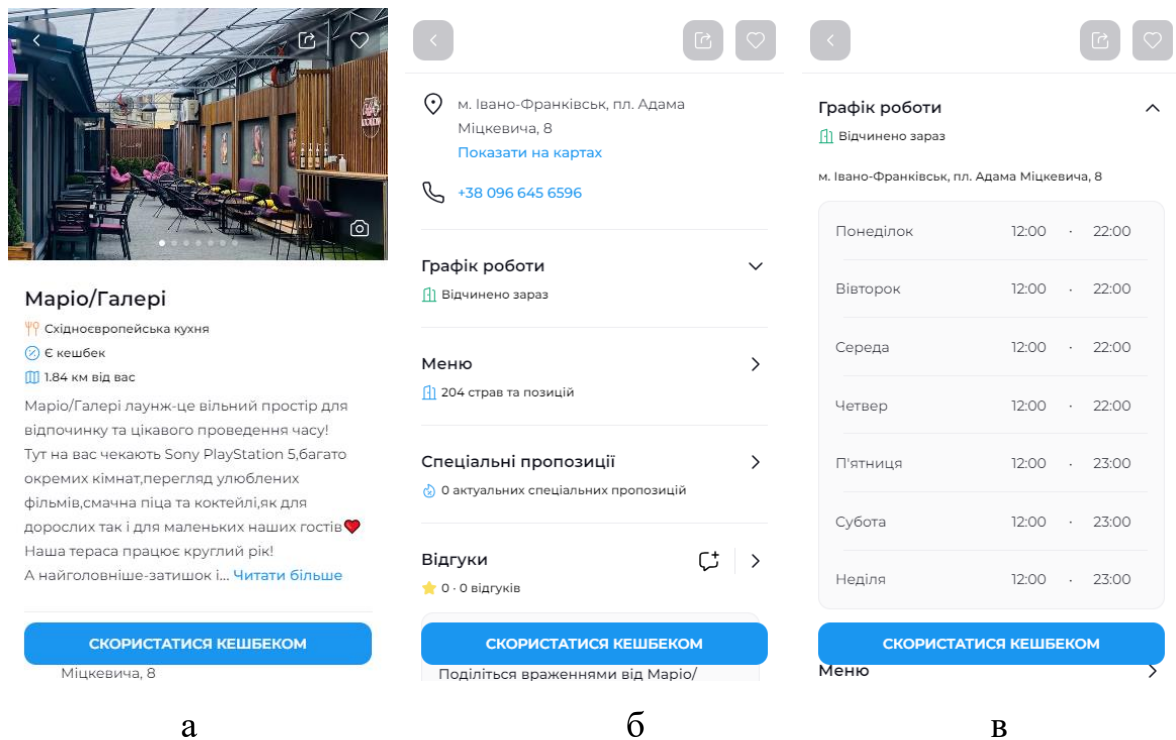 Маріо/Галері
Східноєвропейська кухня
Є кешбек
1.84 км від вас
Маріо/Галері лаунж-це вільний простір для
відпочинку та цікавого проведення часу!
Тут на вас чекають Sony PlayStation 5,багато
окремих кімнат,перегляд улюблених
фільмів,смачна піца та коктейлі,як для
дорослих так і для маленьких наших гостів❤
Наша тераса працює круглий рік!
А найголовніше-затишок і... Читати більше
СКОРИСТАТИСЯ КЕШБЕКОМ
Міцкевича, 8
а
м. Івано-Франківськ, пл. Адама
Міцкевича, 8
Показати на картах
+38 096 645 6596
Графік роботи
Відчинено зараз
Меню
204 страв та позицій
Спеціальні пропозиції
0 актуальних спеціальних пропозицій
Відгуки
0 - 0 відгуків
СКОРИСТАТИСЯ КЕШБЕКОМ
Поділіться враженнями від Маріо/
б
Графік роботи
Відчинено зараз
м. Івано-Франківськ, пл. Адама Міцкевича, 8
Понеділок 12:00 · 22:00
Вівторок 12:00 · 22:00
Середа 12:00 · 22:00
Четвер 12:00 · 22:00
П'ятниця 12:00 · 23:00
Субота 12:00 · 23:00
Неділя 12:00 · 23:00
СКОРИСТАТИСЯ КЕШБЕКОМ
Меню
в